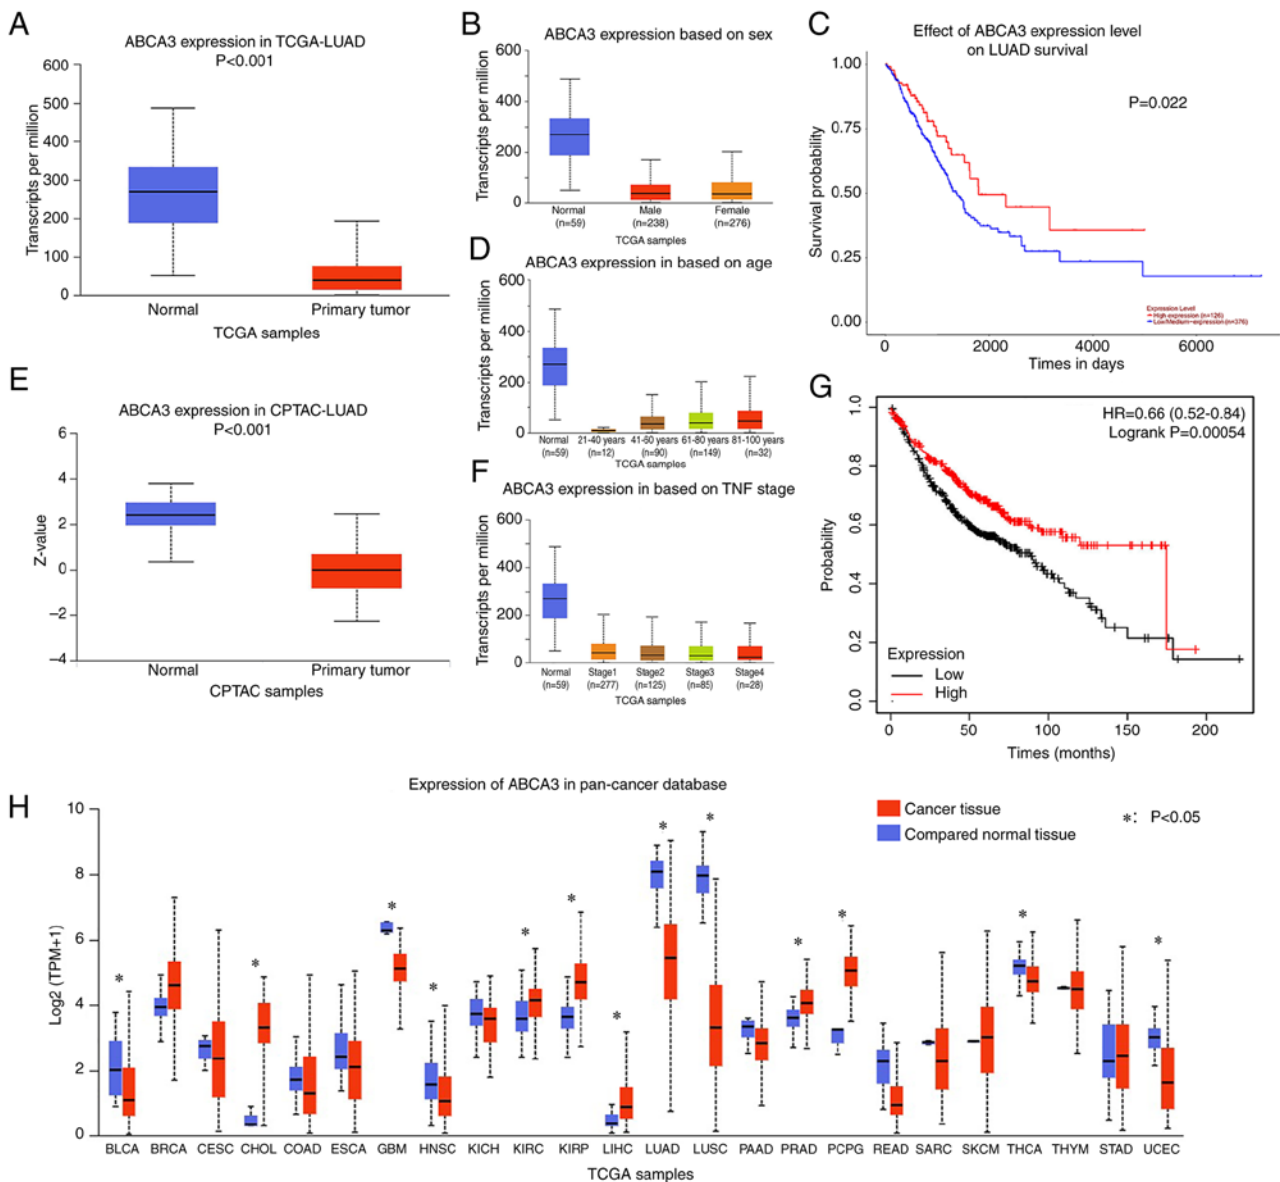 A
ABCA3 expression in TCGA-LUAD
P<0.001
Transcripts per million
600
500
400
300
200
100
0
Normal
Primary tumor
TCGA samples
B
ABCA3 expression based on sex
Transcripts per million
600
400
200
0
Normal
(n=59)
Male
(n=238)
Female
(n=276)
TCGA samples
C
Effect of ABCA3 expression level
on LUAD survival
P=0.022
Survival probability
1.00
0.75
0.50
0.25
0.00
Expression Level
High expression (n=126)
Low/Medium-expression (n=376)
0
2000
4000
6000
Times in days
D
ABCA3 expression in based on age
Transcripts per million
600
400
200
0
Normal
(n=59)
21-40 years
(n=12)
41-60 years
(n=90)
61-80 years
(n=149)
81-100 years
(n=32)
TCGA samples
E
ABCA3 expression in CPTAC-LUAD
P<0.001
Z-value
6
4
2
0
−2
−4
Normal
Primary tumor
CPTAC samples
F
ABCA3 expression in based on TNF stage
Transcripts per million
600
400
200
0
Normal
(n=59)
Stage1
(n=277)
Stage2
(n=125)
Stage3
(n=85)
Stage4
(n=28)
TCGA samples
G
HR=0.66 (0.52-0.84)
Logrank P=0.00054
Probability
1.0
0.8
0.6
0.4
0.2
0.0
Expression
Low
High
0
50
100
150
200
Times (months)
H
Expression of ABCA3 in pan-cancer database
Cancer tissue
Compared normal tissue
*: P<0.05
Log2 (TPM+1)
10
8
6
4
2
0
* * * * * * * * * * * * *
BLCA BRCA CESC CHOL COAD ESCA GBM HNSC KICH KIRC KIRP LIHC LUAD LUSC PAAD PRAD PCPG READ SARC SKCM THCA THYM STAD UCEC
TCGA samples